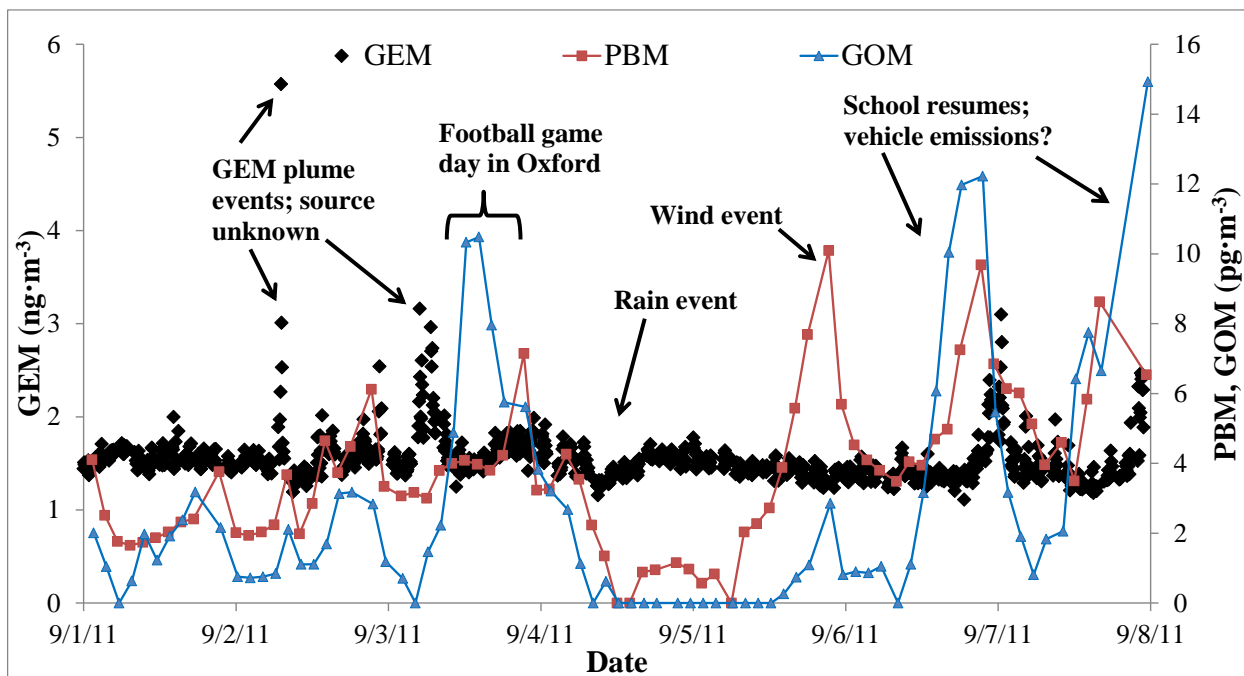 GEM PBM GOM
6
5
4
3
2
1
0
GEM (ng·m-3)
16
14
12
10
8
6
4
2
0
PBM, GOM (pg·m-3)
GEM plume
events; source
unknown
Football game
day in Oxford
Rain event
Wind event
School resumes;
vehicle emissions?
9/1/11 9/2/11 9/3/11 9/4/11 9/5/11 9/6/11 9/7/11 9/8/11
Date